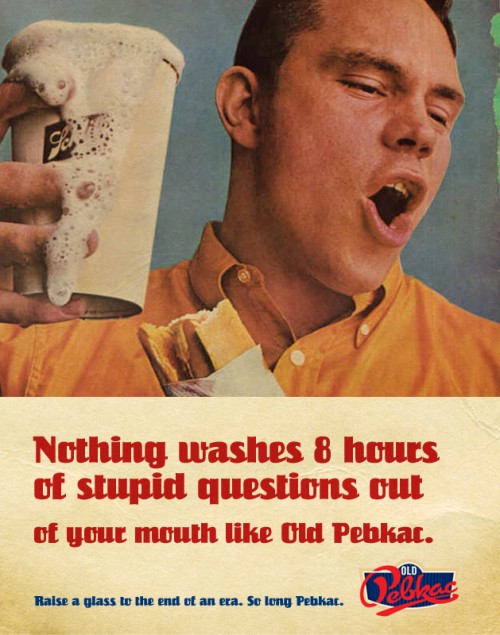 Nothing washes 8 hours
of stupid questions out
of your mouth like Old Pebkac.
OLD
Pebkac
Raise a glass to the end of an era. So long Pebkac.